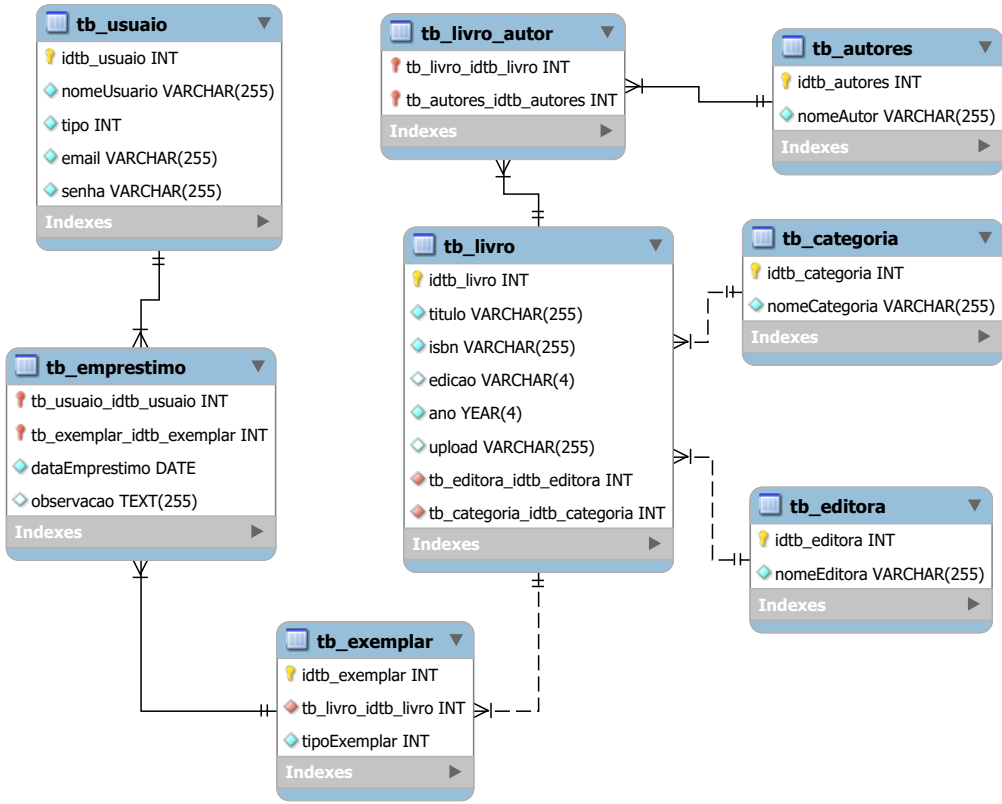 tb_usuaio
idtb_usuaio INT
nomeUsuario VARCHAR(255)
tipo INT
email VARCHAR(255)
senha VARCHAR(255)
Indexes
tb_livro_autor
tb_livro_idtb_livro INT
tb_autores_idtb_autores INT
Indexes
tb_autores
idtb_autores INT
nomeAutor VARCHAR(255)
Indexes
tb_livro
idtb_livro INT
titulo VARCHAR(255)
isbn VARCHAR(255)
edicao VARCHAR(4)
ano YEAR(4)
upload VARCHAR(255)
tb_editora_idtb_editora INT
tb_categoria_idtb_categoria INT
Indexes
tb_categoria
idtb_categoria INT
nomeCategoria VARCHAR(255)
Indexes
tb_emprestimo
tb_usuaio_idtb_usuaio INT
tb_exemplar_idtb_exemplar INT
dataEmprestimo DATE
observacao TEXT(255)
Indexes
tb_editora
idtb_editora INT
nomeEditora VARCHAR(255)
Indexes
tb_exemplar
idtb_exemplar INT
tb_livro_idtb_livro INT
tipoExemplar INT
Indexes